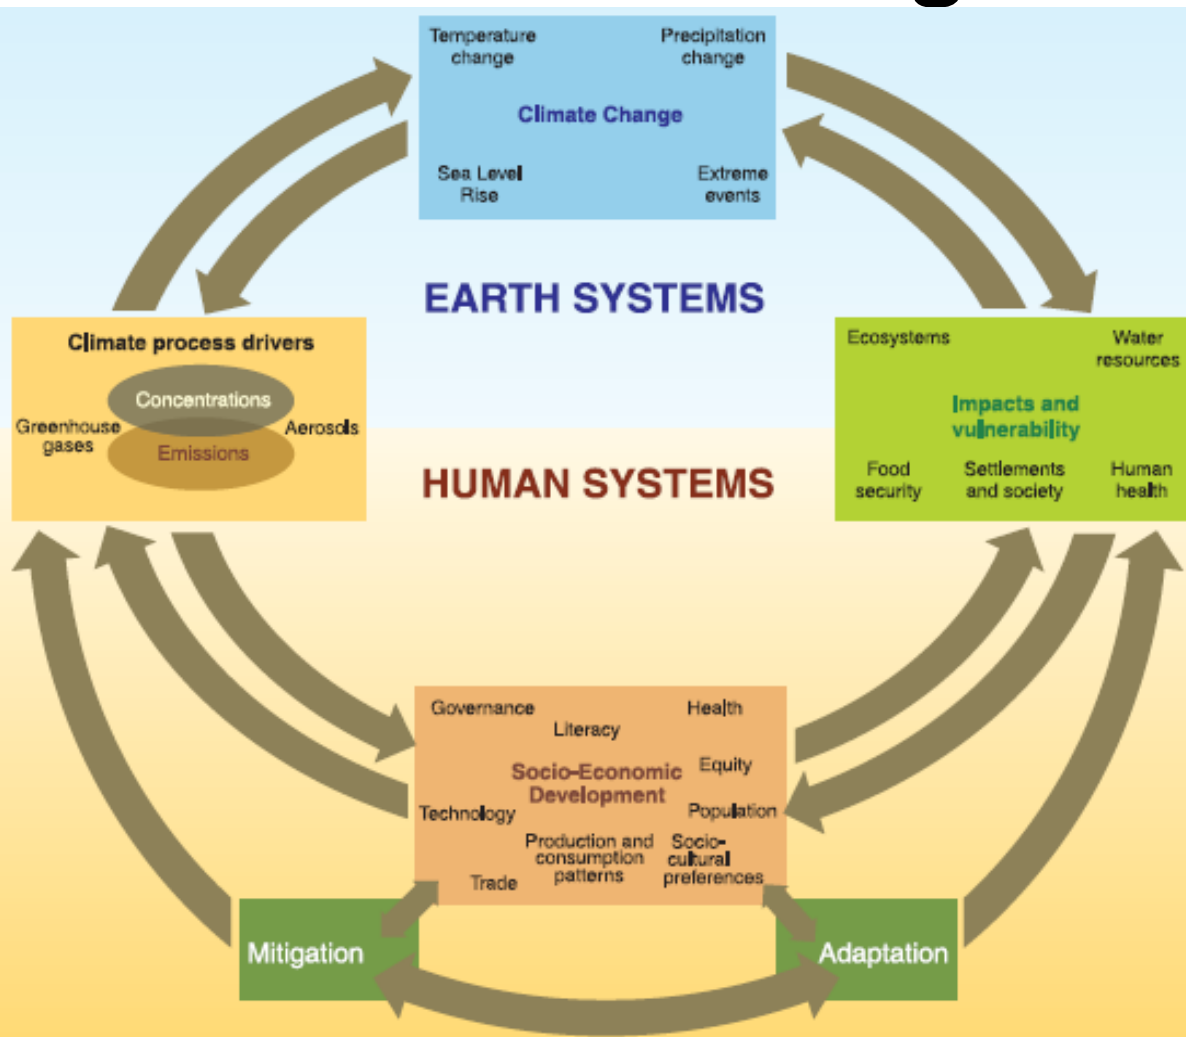 Temperature
change
Precipitation
change
Climate Change
Sea Level
Rise
Extreme
events
EARTH SYSTEMS
Climate process drivers
Concentrations
Greenhouse
gases
Aerosols
Emissions
Ecosystems
Water
resources
Impacts and
vulnerability
Food
security
Settlements
and society
Human
health
HUMAN SYSTEMS
Governance
Literacy
Health
Socio-Economic
Development
Equity
Technology
Population
Production and
consumption
patterns
Socio-
cultural
preferences
Trade
Mitigation
Adaptation